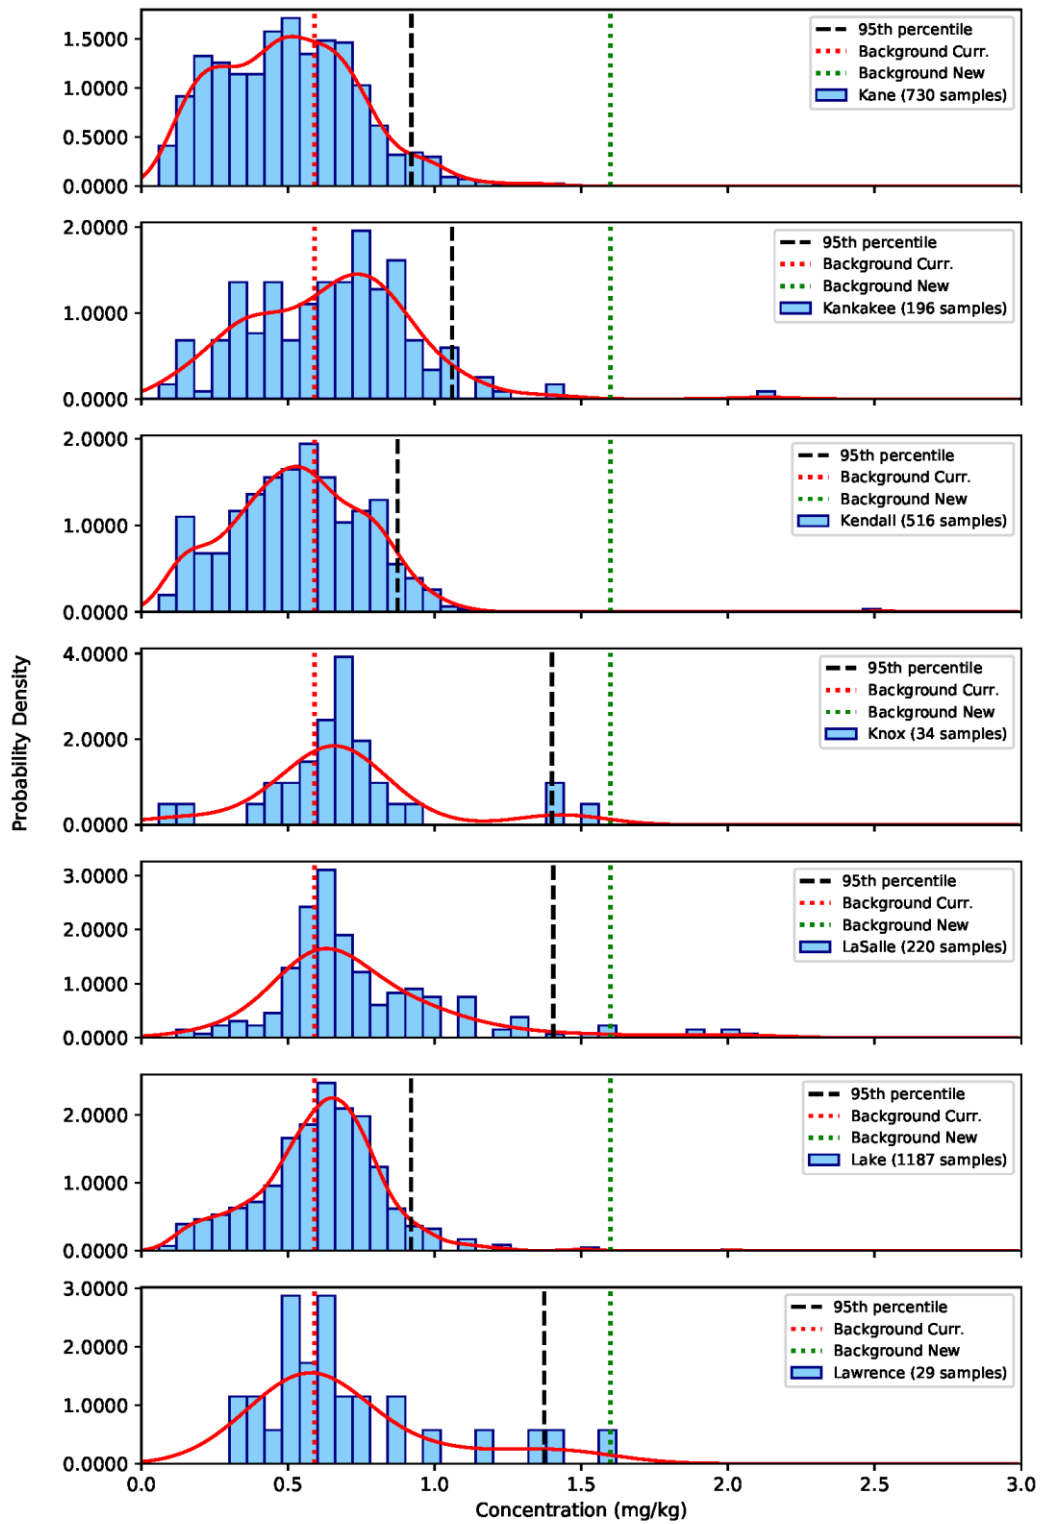 1.5000
1.0000
0.5000
0.0000
95th percentile
Background Curr.
Background New
Kane (730 samples)
2.0000
1.0000
0.0000
95th percentile
Background Curr.
Background New
Kankakee (196 samples)
2.0000
1.0000
0.0000
95th percentile
Background Curr.
Background New
Kendall (516 samples)
Probability Density
4.0000
2.0000
0.0000
95th percentile
Background Curr.
Background New
Knox (34 samples)
3.0000
2.0000
1.0000
0.0000
95th percentile
Background Curr.
Background New
LaSalle (220 samples)
2.0000
1.0000
0.0000
95th percentile
Background Curr.
Background New
Lake (1187 samples)
3.0000
2.0000
1.0000
0.0000
95th percentile
Background Curr.
Background New
Lawrence (29 samples)
0.0 0.5 1.0 1.5 2.0 2.5 3.0
Concentration (mg/kg)